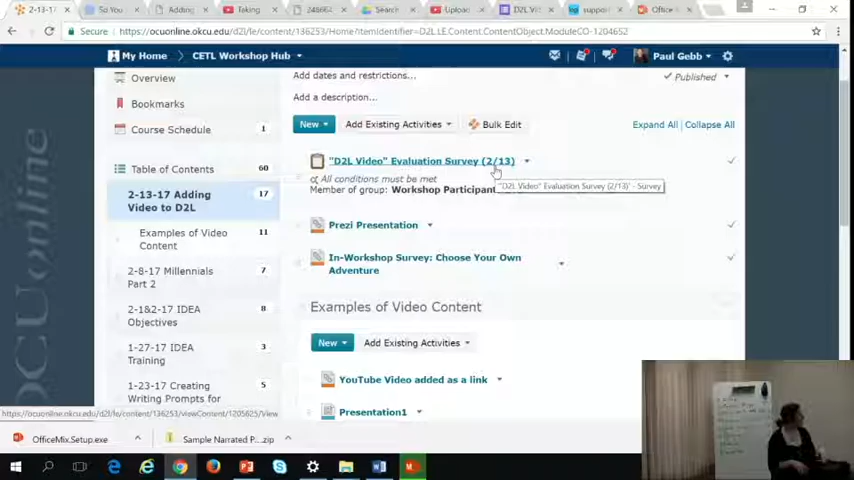 2-13-17
So You
Adding
Taking
248664
Search
Upload
D2L Vi
support
Office
Secure
https://ocuonline.okcu.edu/d2l/le/content/136253/Home?itemIdentifier=D2L.LE.Content.ContentObject.ModuleCO-1204652
My Home
CETL Workshop Hub
Paul Gebb
Overview
Bookmarks
Course Schedule 1
Table of Contents 60
2-13-17 Adding 17
Video to D2L
Examples of Video 11
Content
2-8-17 Millennials 7
Part 2
2-1&2-17 IDEA 8
Objectives
1-27-17 IDEA 3
Training
1-23-17 Creating 5
Writing Prompts for
Add dates and restrictions...
Published
Add a description...
New
Add Existing Activities
Bulk Edit
Expand All | Collapse All
"D2L Video" Evaluation Survey (2/13)
All conditions must be met
"D2L Video" Evaluation Survey (2/13)' - Survey
Member of group: Workshop Participant
Prezi Presentation
In-Workshop Survey: Choose Your Own
Adventure
Examples of Video Content
New
Add Existing Activities
YouTube Video added as a link
Presentation1
https://ocuonline.okcu.edu/d2l/le/content/136253/viewContent/1205625/View
OfficeMix.Setup.exe
Sample Narrated P....zip
OCUonline